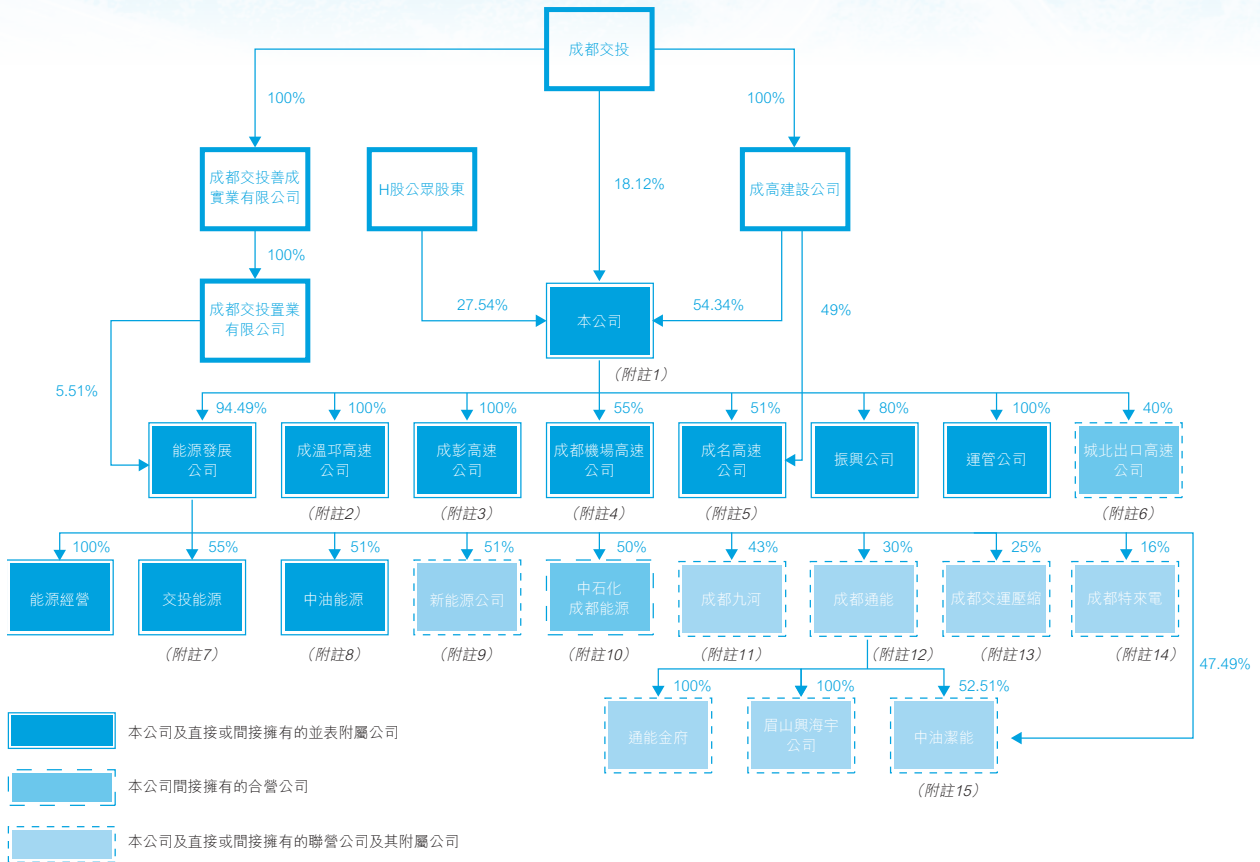 成都交投
100%
100%
成都交投善成
實業有限公司
H股公眾股東
18.12%
成高建設公司
100%
成都交投置業
有限公司
27.54%
本公司
54.34%
49%
（附註1）
5.51%
94.49%
100%
100%
55%
51%
80%
100%
40%
能源發展
公司
成溫邛高速
公司
成彭高速
公司
成都機場高速
公司
成名高速
公司
振興公司
運管公司
城北出口高速
公司
（附註2）
（附註3）
（附註4）
（附註5）
（附註6）
100%
55%
51%
51%
50%
43%
30%
25%
16%
能源經營
交投能源
中油能源
新能源公司
中石化
成都能源
成都九河
成都通能
成都交運壓縮
成都特來電
（附註7）
（附註8）
（附註9）
（附註10）
（附註11）
（附註12）
（附註13）
（附註14）
47.49%
100%
100%
52.51%
通能金府
眉山興海宇
公司
中油潔能
（附註15）
本公司及直接或間接擁有的並表附屬公司
本公司間接擁有的合營公司
本公司及直接或間接擁有的聯營公司及其附屬公司